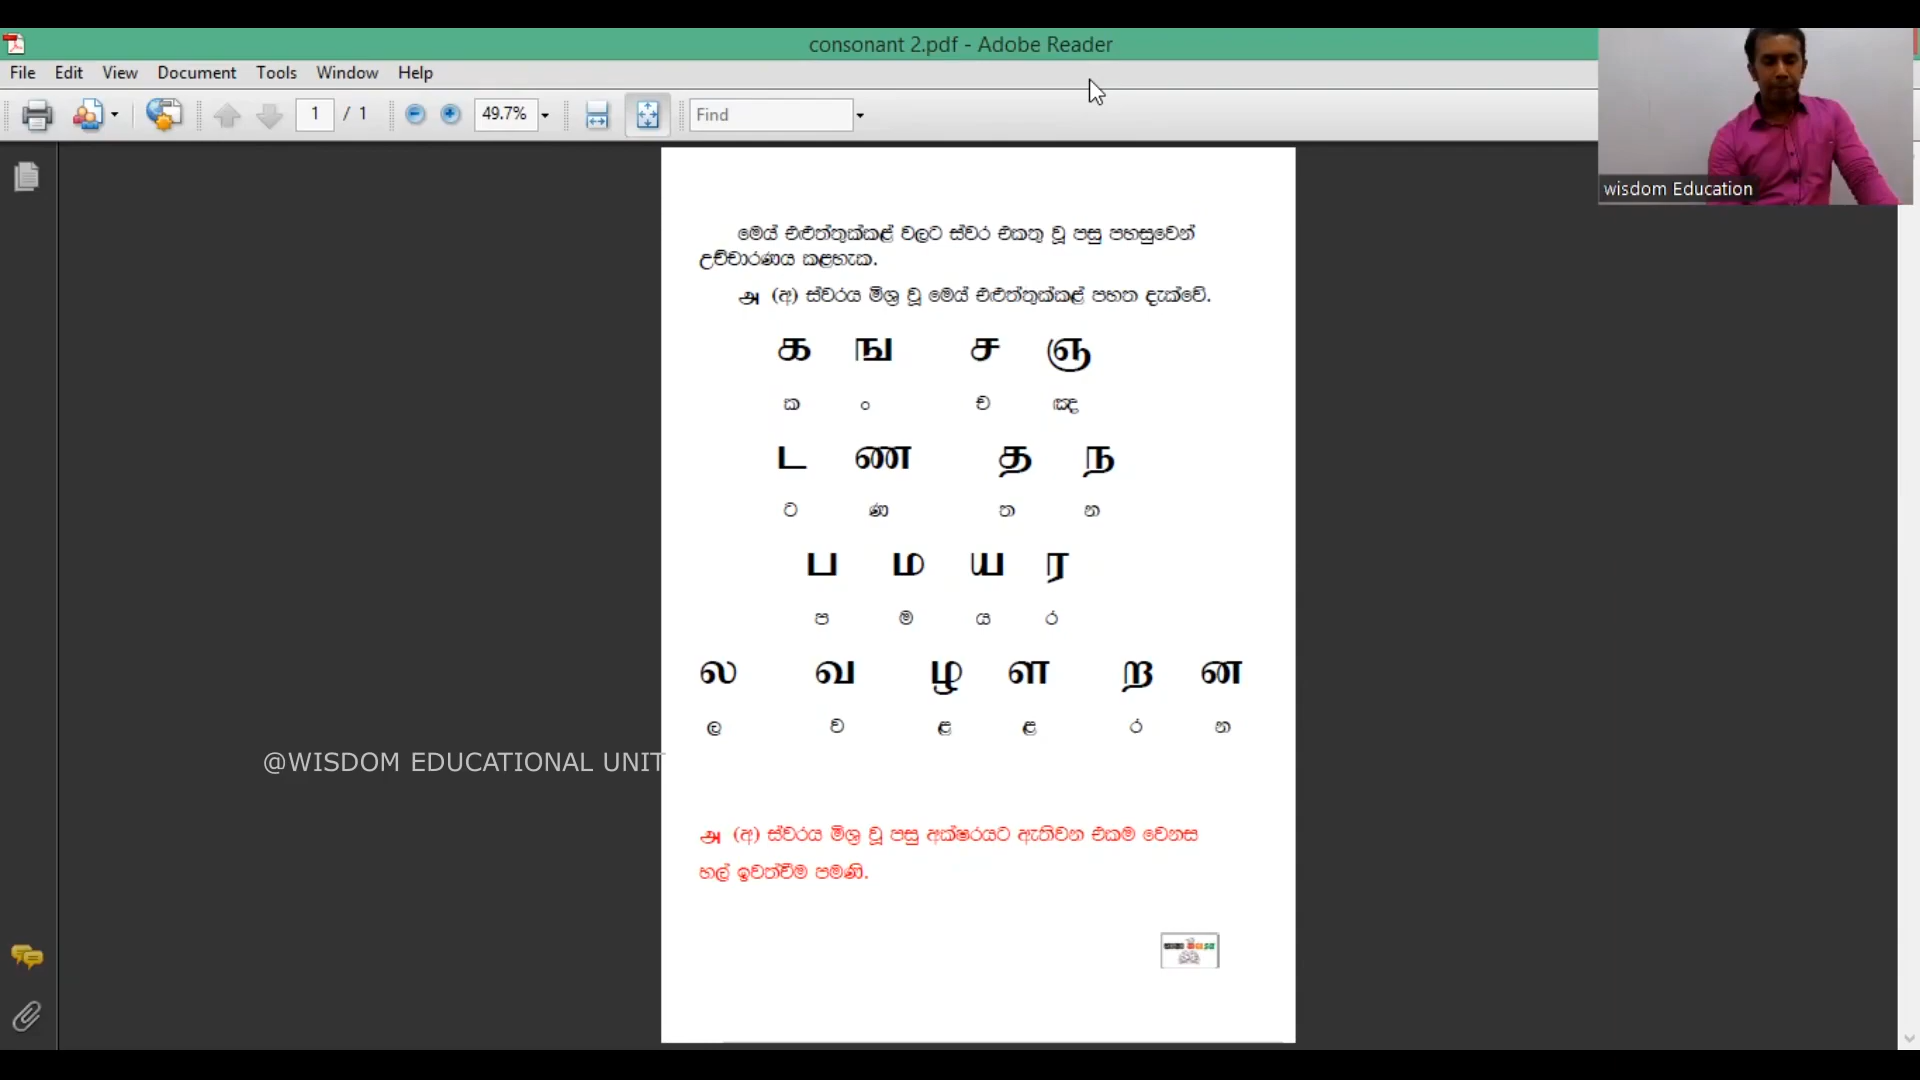 consonant 2.pdf - Adobe Reader
File Edit View Document Tools Window Help
1 / 1 49.7% Find
wisdom Education
මෙය් එළුත්තුක්කළ් වලට ස්වර එකතු වූ පසු පහසුවෙන්
උච්චාරණය කළහැක.
அ (අ) ස්වරය මිශ්‍ර වූ මෙය් එළුත්තුක්කළ් පහත දැක්වේ.
க ங ச ஞ
ක ං ච ඤ
ட ண த ந
ට ණ ත න
ப ம ய ர
ප ම ය ර
ல வ ழ ள ற ன
ල ව ළ ළ ර න
@WISDOM EDUCATIONAL UNIT
அ (අ) ස්වරය මිශ්‍ර වූ පසු අක්ෂරයට ඇතිවන එකම වෙනස
හල් ඉවත්වීම පමණි.